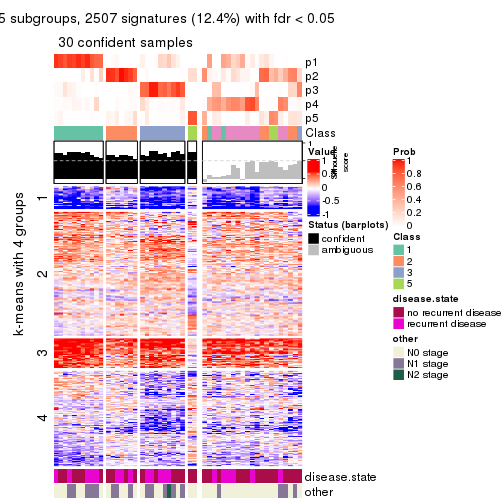 5 subgroups, 2507 signatures (12.4%) with fdr < 0.05
30 confident samples
p1
p2
p3
p4
p5
Class
k-means with 4 groups
1
2
3
4
Silhouette
score
1
Value
1
0.5
0
-0.5
-1
Status (barplots)
confident
ambiguous
Prob
1
0.8
0.6
0.4
0.2
0
Class
1
2
3
5
disease.state
no recurrent disease
recurrent disease
other
N0 stage
N1 stage
N2 stage
disease.state
other